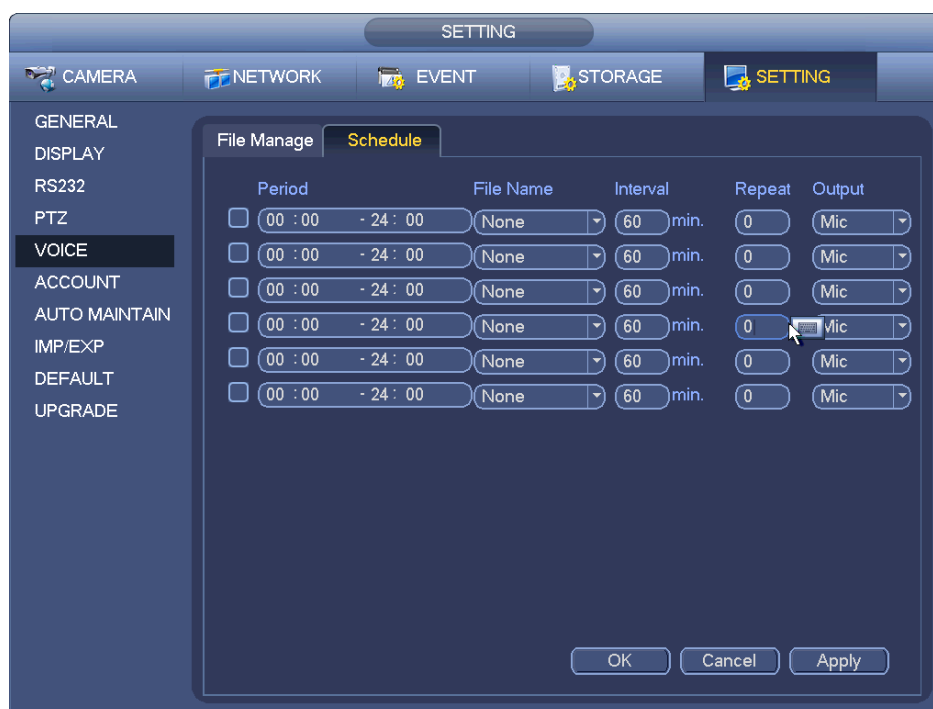 SETTING
CAMERA NETWORK EVENT STORAGE SETTING
GENERAL
DISPLAY
RS232
PTZ
VOICE
ACCOUNT
AUTO MAINTAIN
IMP/EXP
DEFAULT
UPGRADE
File Manage Schedule
Period File Name Interval Repeat Output
00 :00 - 24 : 00 None 60 min. 0 Mic
00 :00 - 24 : 00 None 60 min. 0 Mic
00 :00 - 24 : 00 None 60 min. 0 Mic
00 :00 - 24 : 00 None 60 min. 0 Mic
00 :00 - 24 : 00 None 60 min. 0 Mic
00 :00 - 24 : 00 None 60 min. 0 Mic
OK Cancel Apply